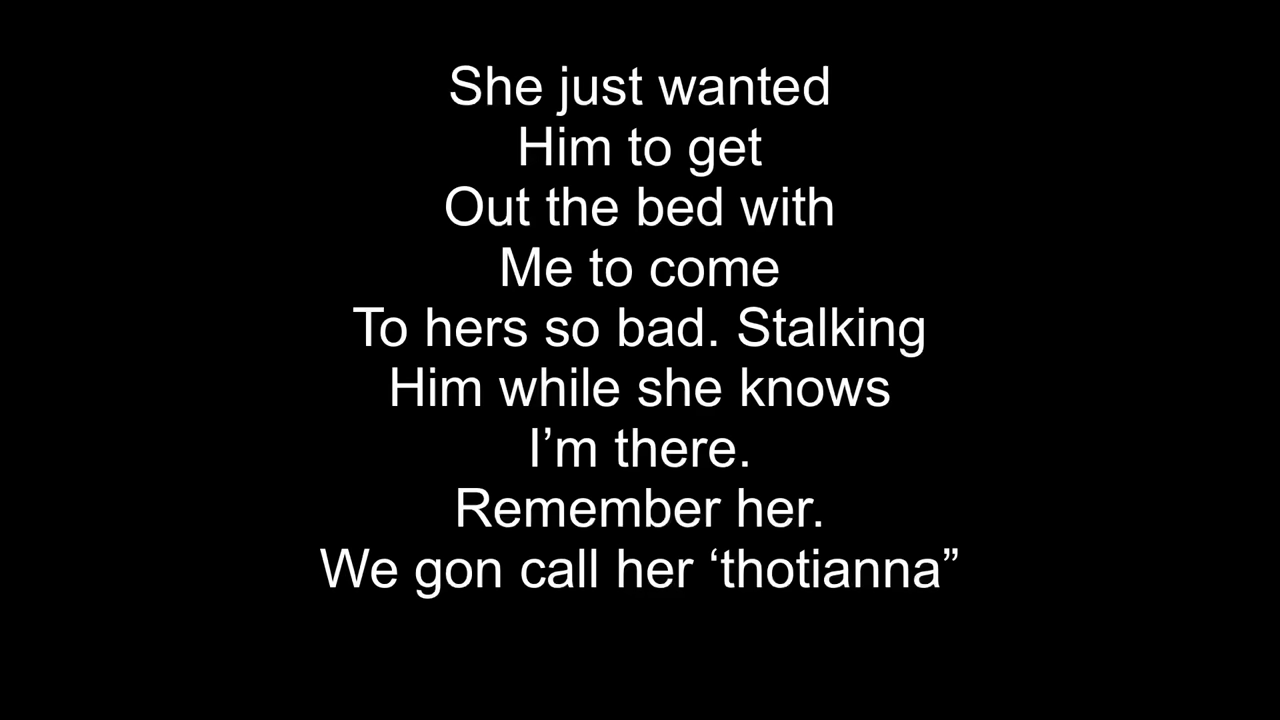 She just wanted
Him to get
Out the bed with
Me to come
To hers so bad. Stalking
Him while she knows
I’m there.
Remember her.
We gon call her ‘thotianna”